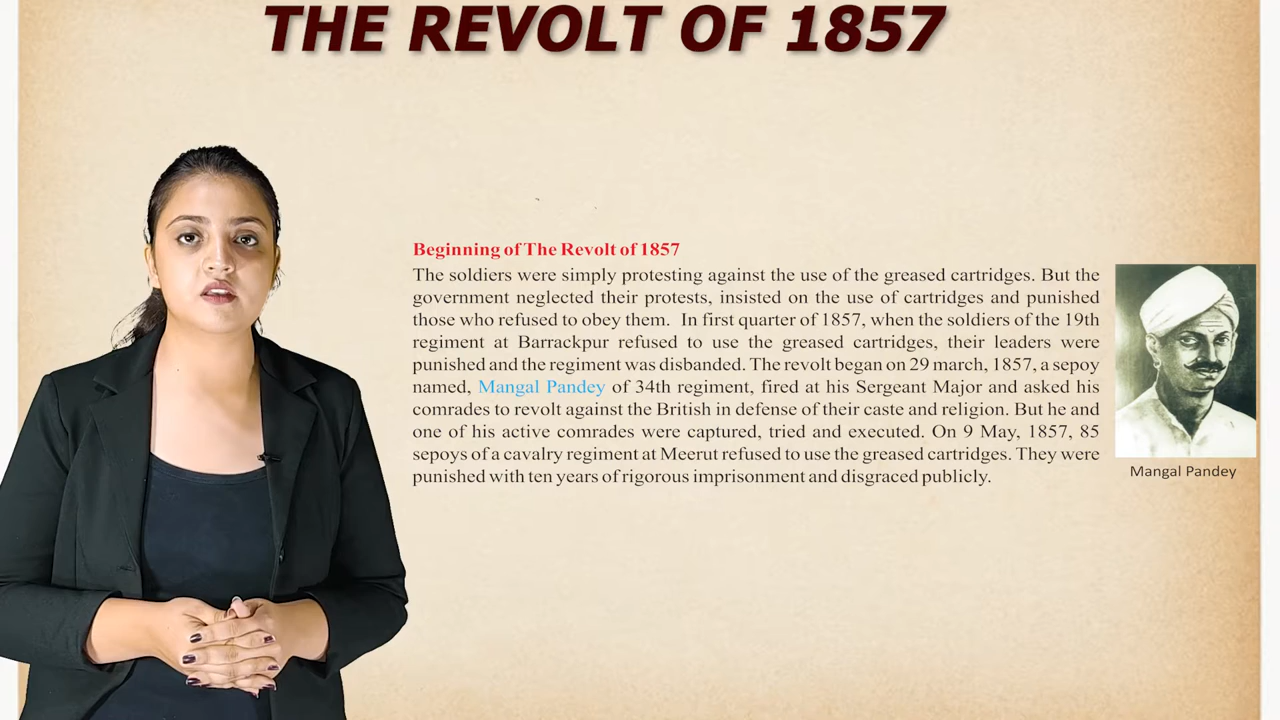 THE REVOLT OF 1857
Beginning of The Revolt of 1857
The soldiers were simply protesting against the use of the greased cartridges. But the
government neglected their protests, insisted on the use of cartridges and punished
those who refused to obey them. In first quarter of 1857, when the soldiers of the 19th
regiment at Barrackpur refused to use the greased cartridges, their leaders were
punished and the regiment was disbanded. The revolt began on 29 march, 1857, a sepoy
named, Mangal Pandey of 34th regiment, fired at his Sergeant Major and asked his
comrades to revolt against the British in defense of their caste and religion. But he and
one of his active comrades were captured, tried and executed. On 9 May, 1857, 85
sepoys of a cavalry regiment at Meerut refused to use the greased cartridges. They were
punished with ten years of rigorous imprisonment and disgraced publicly.
Mangal Pandey